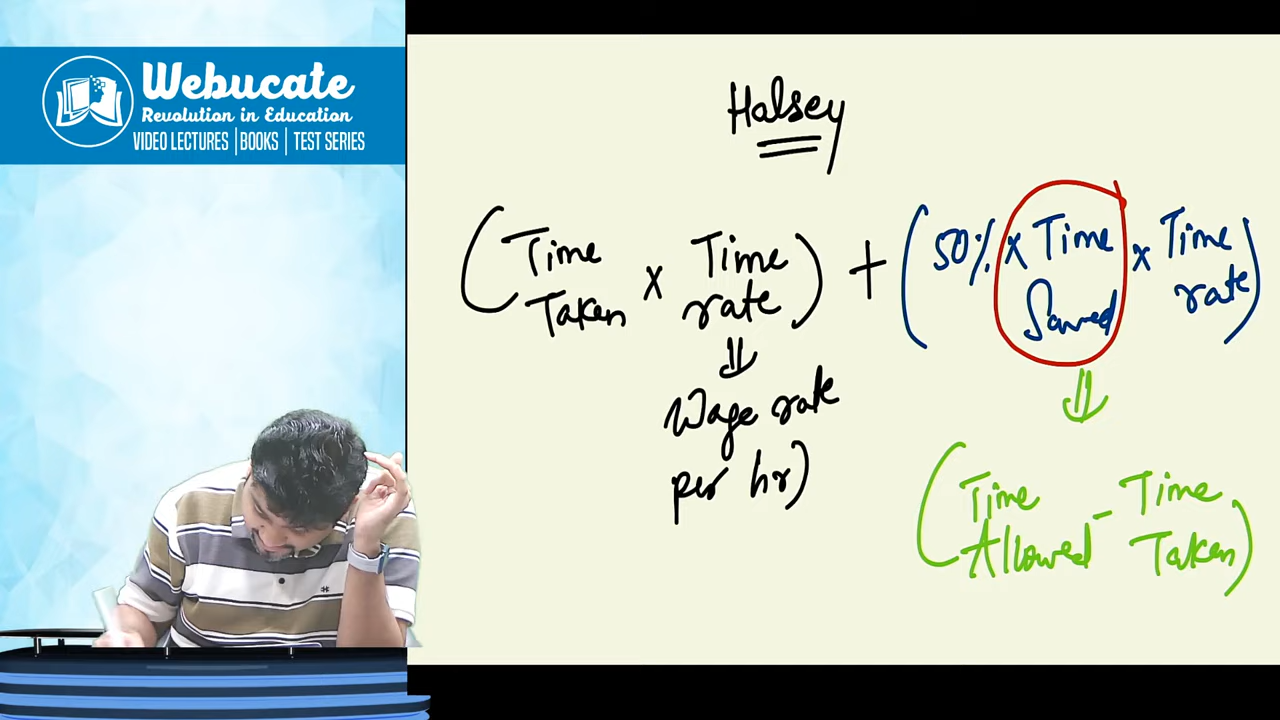 Webucate
Revolution in Education
VIDEO LECTURES | BOOKS | TEST SERIES
Halsey
(Time Taken × Time rate) + (50% × Time Saved × Time rate)
⇓
Wage rate
per hr)
⇓
(Time Allowed - Time Taken)